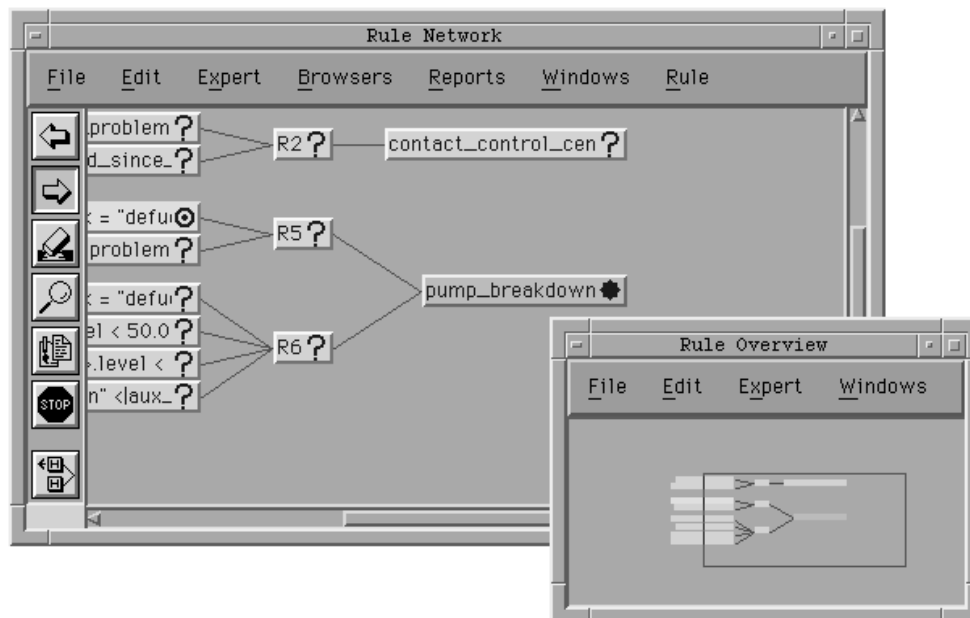 Rule Network
File Edit Expert Browsers Reports Windows Rule
problem ?
R2 ? contact_control_cen ?
d_since_ ?
= "defu
R5 ?
problem ?
pump_breakdown
= "defu ?
el < 50.0 ?
R6 ?
.level < ?
n" <|aux_ ?
STOP
H
H
Rule Overview
File Edit Expert Windows